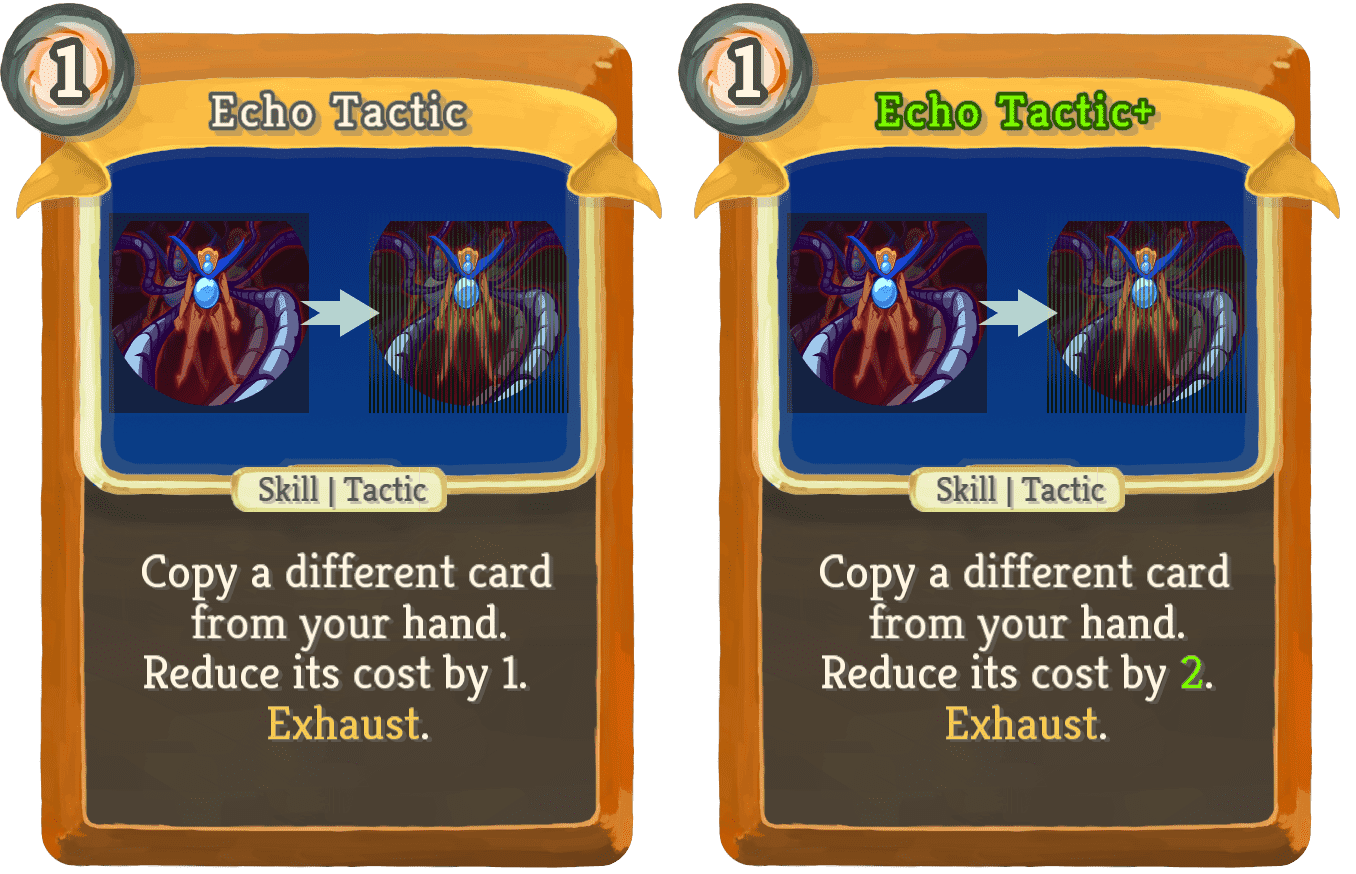 1
Echo Tactic
Skill | Tactic
Copy a different card
from your hand.
Reduce its cost by 1.
Exhaust.
1
Echo Tactic+
Skill | Tactic
Copy a different card
from your hand.
Reduce its cost by 2.
Exhaust.